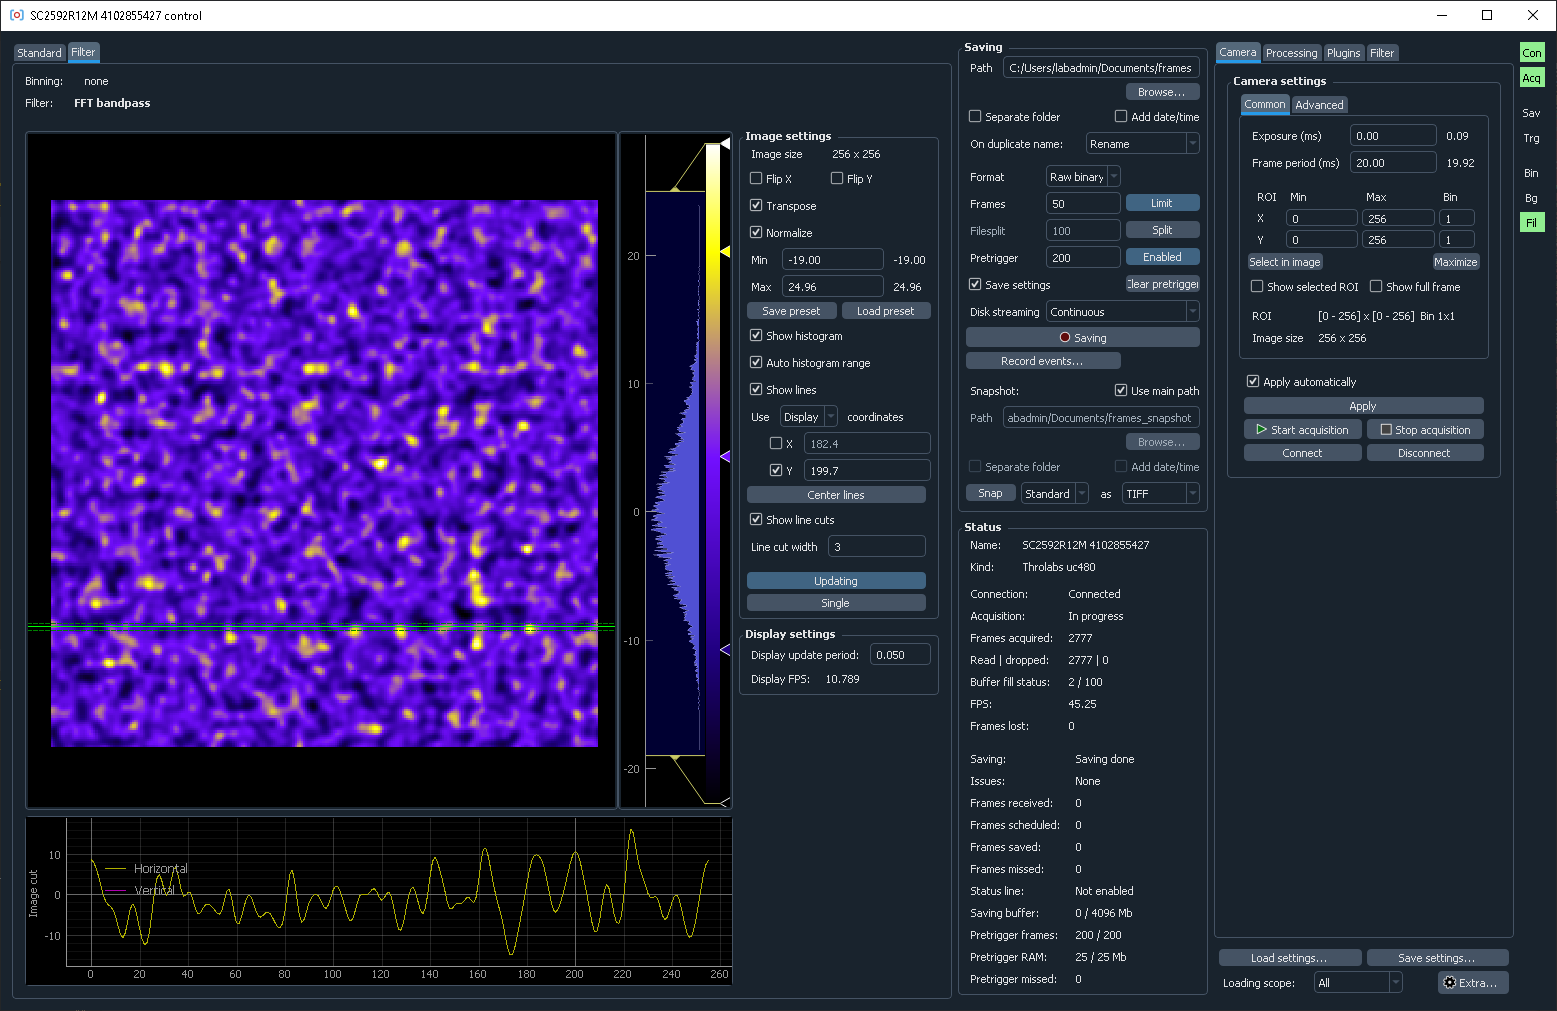 SC2592R12M 4102855427 control
Standard Filter
Binning: none
Filter: FFT bandpass
20
10
0
-10
-20
Image cut
Horizontal
Vertical
10
0
-10
0 20 40 60 80 100 120 140 160 180 200 220 240 260
Image settings
Image size 256 x 256
Flip X Flip Y
Transpose
Normalize
Min -19.00 -19.00
Max 24.96 24.96
Save preset Load preset
Show histogram
Auto histogram range
Show lines
Use Display coordinates
X 182.4
Y 199.7
Center lines
Show line cuts
Line cut width 3
Updating
Single
Display settings
Display update period: 0.050
Display FPS: 10.789
Saving
Path C:/Users/labadmin/Documents/frames
Browse...
Separate folder Add date/time
On duplicate name: Rename
Format Raw binary
Frames 50 Limit
Filesplit 100 Split
Pretrigger 200 Enabled
Save settings Clear pretrigger
Disk streaming Continuous
Saving
Record events...
Snapshot: Use main path
Path abadmin/Documents/frames_snapshot
Browse...
Separate folder Add date/time
Snap Standard as TIFF
Status
Name: SC2592R12M 4102855427
Kind: Throlabs uc480
Connection: Connected
Acquisition: In progress
Frames acquired: 2777
Read | dropped: 2777 | 0
Buffer fill status: 2 / 100
FPS: 45.25
Frames lost: 0
Saving: Saving done
Issues: None
Frames received: 0
Frames scheduled: 0
Frames saved: 0
Frames missed: 0
Status line: Not enabled
Saving buffer: 0 / 4096 Mb
Pretrigger frames: 200 / 200
Pretrigger RAM: 25 / 25 Mb
Pretrigger missed: 0
Camera Processing Plugins Filter
Camera settings
Common Advanced
Exposure (ms) 0.00 0.09
Frame period (ms) 20.00 19.92
ROI Min Max Bin
X 0 256 1
Y 0 256 1
Select in image Maximize
Show selected ROI Show full frame
ROI [0 - 256] x [0 - 256] Bin 1x1
Image size 256 x 256
Apply automatically
Apply
Start acquisition Stop acquisition
Connect Disconnect
Load settings... Save settings...
Loading scope: All Extra...
Con
Acq
Sav
Trg
Bin
Bg
Fil